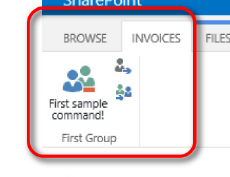 SharePoint
BROWSE INVOICES FILES
First sample
command!
First Group